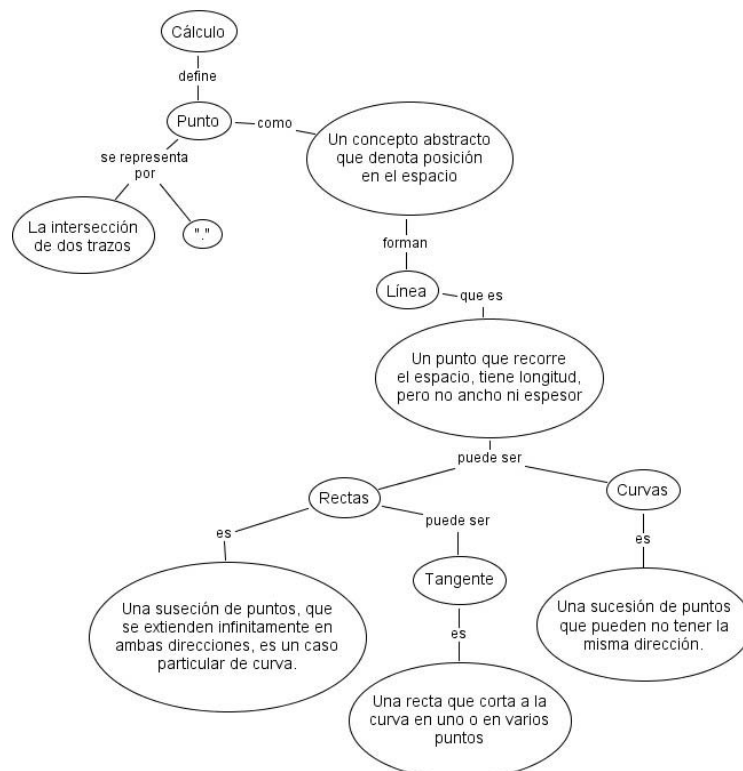 Cálculo
define
Punto
como
Un concepto abstracto
que denota posición
en el espacio
se representa
por
La intersección
de dos trazos
"."
forman
Línea
que es
Un punto que recorre
el espacio, tiene longitud,
pero no ancho ni espesor
puede ser
Rectas
Curvas
es
puede ser
es
Tangente
Una suseción de puntos, que
se extienden infinitamente en
ambas direcciones, es un caso
particular de curva.
Una sucesión de puntos
que pueden no tener la
misma dirección.
es
Una recta que corta a la
curva en uno o en varios
puntos